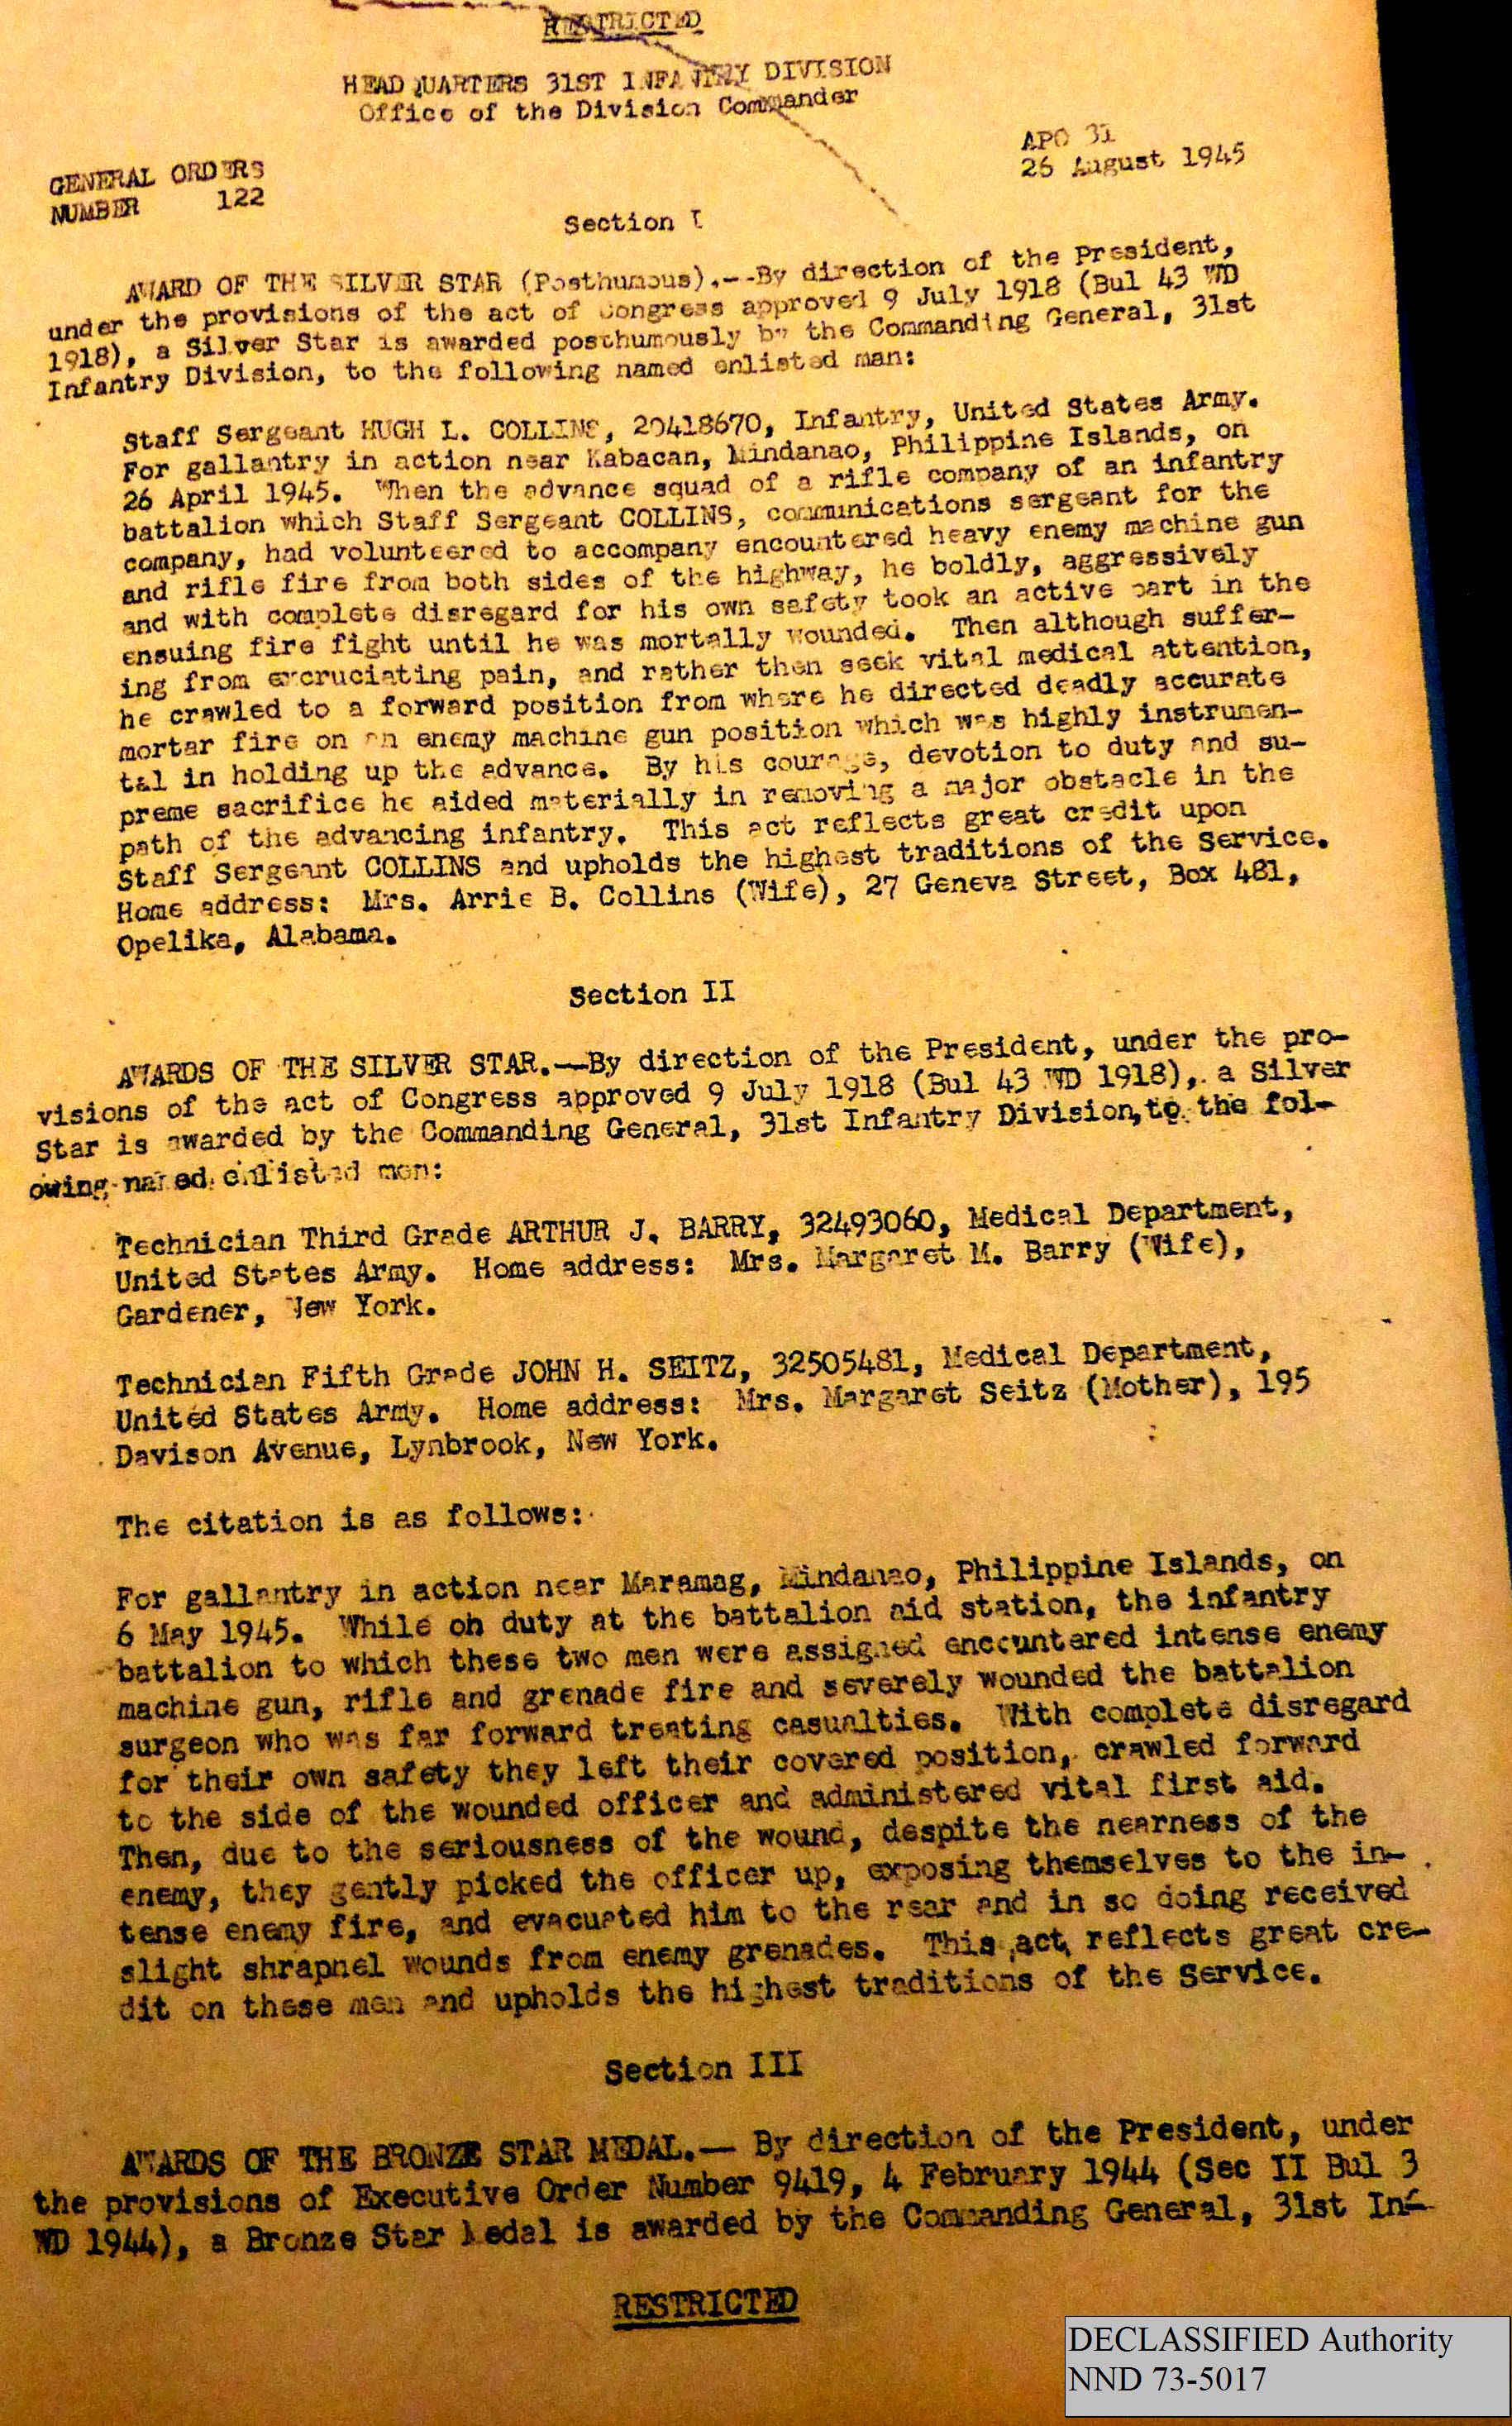 RESTRICTED
HEADQUARTERS 31ST INFANTRY DIVISION
Office of the Division Commander
APO 31
26 August 1945
GENERAL ORDERS
NUMBER 122
Section I
AWARD OF THE SILVER STAR (Posthumous).--By direction of the President,
under the provisions of the act of Congress approved 9 July 1918 (Bul 43 WD
1918), a Silver Star is awarded posthumously by the Commanding General, 31st
Infantry Division, to the following named enlisted man:
Staff Sergeant HUGH L. COLLINS, 20418670, Infantry, United States Army.
For gallantry in action near Kabacan, Mindanao, Philippine Islands, on
26 April 1945. When the advance squad of a rifle company of an infantry
battalion which Staff Sergeant COLLINS, communications sergeant for the
company, had volunteered to accompany encountered heavy enemy machine gun
and rifle fire from both sides of the highway, he boldly, aggressively
and with complete disregard for his own safety took an active part in the
ensuing fire fight until he was mortally wounded. Then although suffer-
ing from excruciating pain, and rather then seek vital medical attention,
he crawled to a forward position from where he directed deadly accurate
mortar fire on an enemy machine gun position which was highly instrumen-
tal in holding up the advance. By his courage, devotion to duty and su-
preme sacrifice he aided materially in removing a major obstacle in the
path of the advancing infantry. This act reflects great credit upon
Staff Sergeant COLLINS and upholds the highest traditions of the Service.
Home address: Mrs. Arrie B. Collins (Wife), 27 Geneva Street, Box 481,
Opelika, Alabama.
Section II
AWARDS OF THE SILVER STAR.—By direction of the President, under the pro-
visions of the act of Congress approved 9 July 1918 (Bul 43 WD 1918), a Silver
Star is awarded by the Commanding General, 31st Infantry Division, to the fol-
owing named enlisted men:
Technician Third Grade ARTHUR J. BARRY, 32493060, Medical Department,
United States Army. Home address: Mrs. Margaret M. Barry (Wife),
Gardener, New York.
Technician Fifth Grade JOHN H. SEITZ, 32505481, Medical Department,
United States Army. Home address: Mrs. Margaret Seitz (Mother), 195
Davison Avenue, Lynbrook, New York.
The citation is as follows:
For gallantry in action near Maramag, Mindanao, Philippine Islands, on
6 May 1945. While on duty at the battalion aid station, the infantry
battalion to which these two men were assigned encountered intense enemy
machine gun, rifle and grenade fire and severely wounded the battalion
surgeon who was far forward treating casualties. With complete disregard
for their own safety they left their covered position, crawled forward
to the side of the wounded officer and administered vital first aid.
Then, due to the seriousness of the wound, despite the nearness of the
enemy, they gently picked the officer up, exposing themselves to the in-
tense enemy fire, and evacuated him to the rear and in so doing received
slight shrapnel wounds from enemy grenades. This act reflects great cre-
dit on these men and upholds the highest traditions of the Service.
Section III
AWARDS OF THE BRONZE STAR MEDAL.— By direction of the President, under
the provisions of Executive Order Number 9419, 4 February 1944 (Sec II Bul 3
WD 1944), a Bronze Star Medal is awarded by the Commanding General, 31st Inf-
RESTRICTED
DECLASSIFIED Authority
NND 73-5017